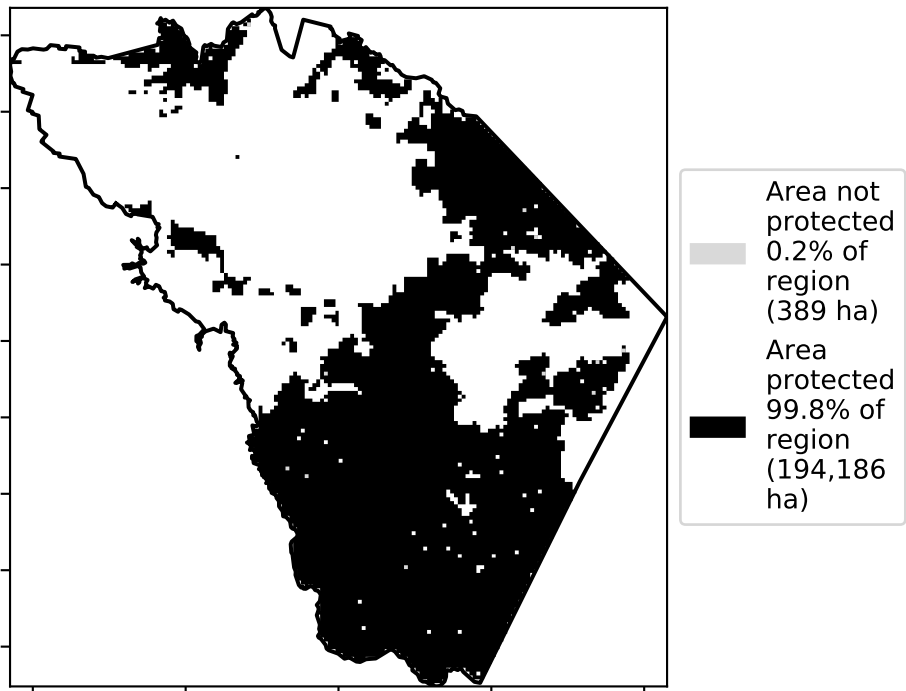 Area not
protected
0.2% of
region
(389 ha)
Area
protected
99.8% of
region
(194,186
ha)